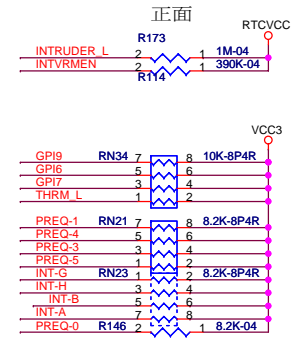 正面
RTCVCC
R173
INTRUDER_L 2 1 1M-04
INTVRMEN 2 1 390K-04
R114
VCC3
GPI9 RN34 7 8 10K-8P4R
GPI6 5 6
GPI7 3 4
THRM_L 1 2
PREQ-1 RN21 7 8 8.2K-8P4R
PREQ-4 5 6
PREQ-3 3 4
PREQ-5 1 2
INT-G RN23 1 2 8.2K-8P4R
INT-H 3 4
INT-B 5 6
INT-A 7 8
PREQ-0 R146 2 1 8.2K-04